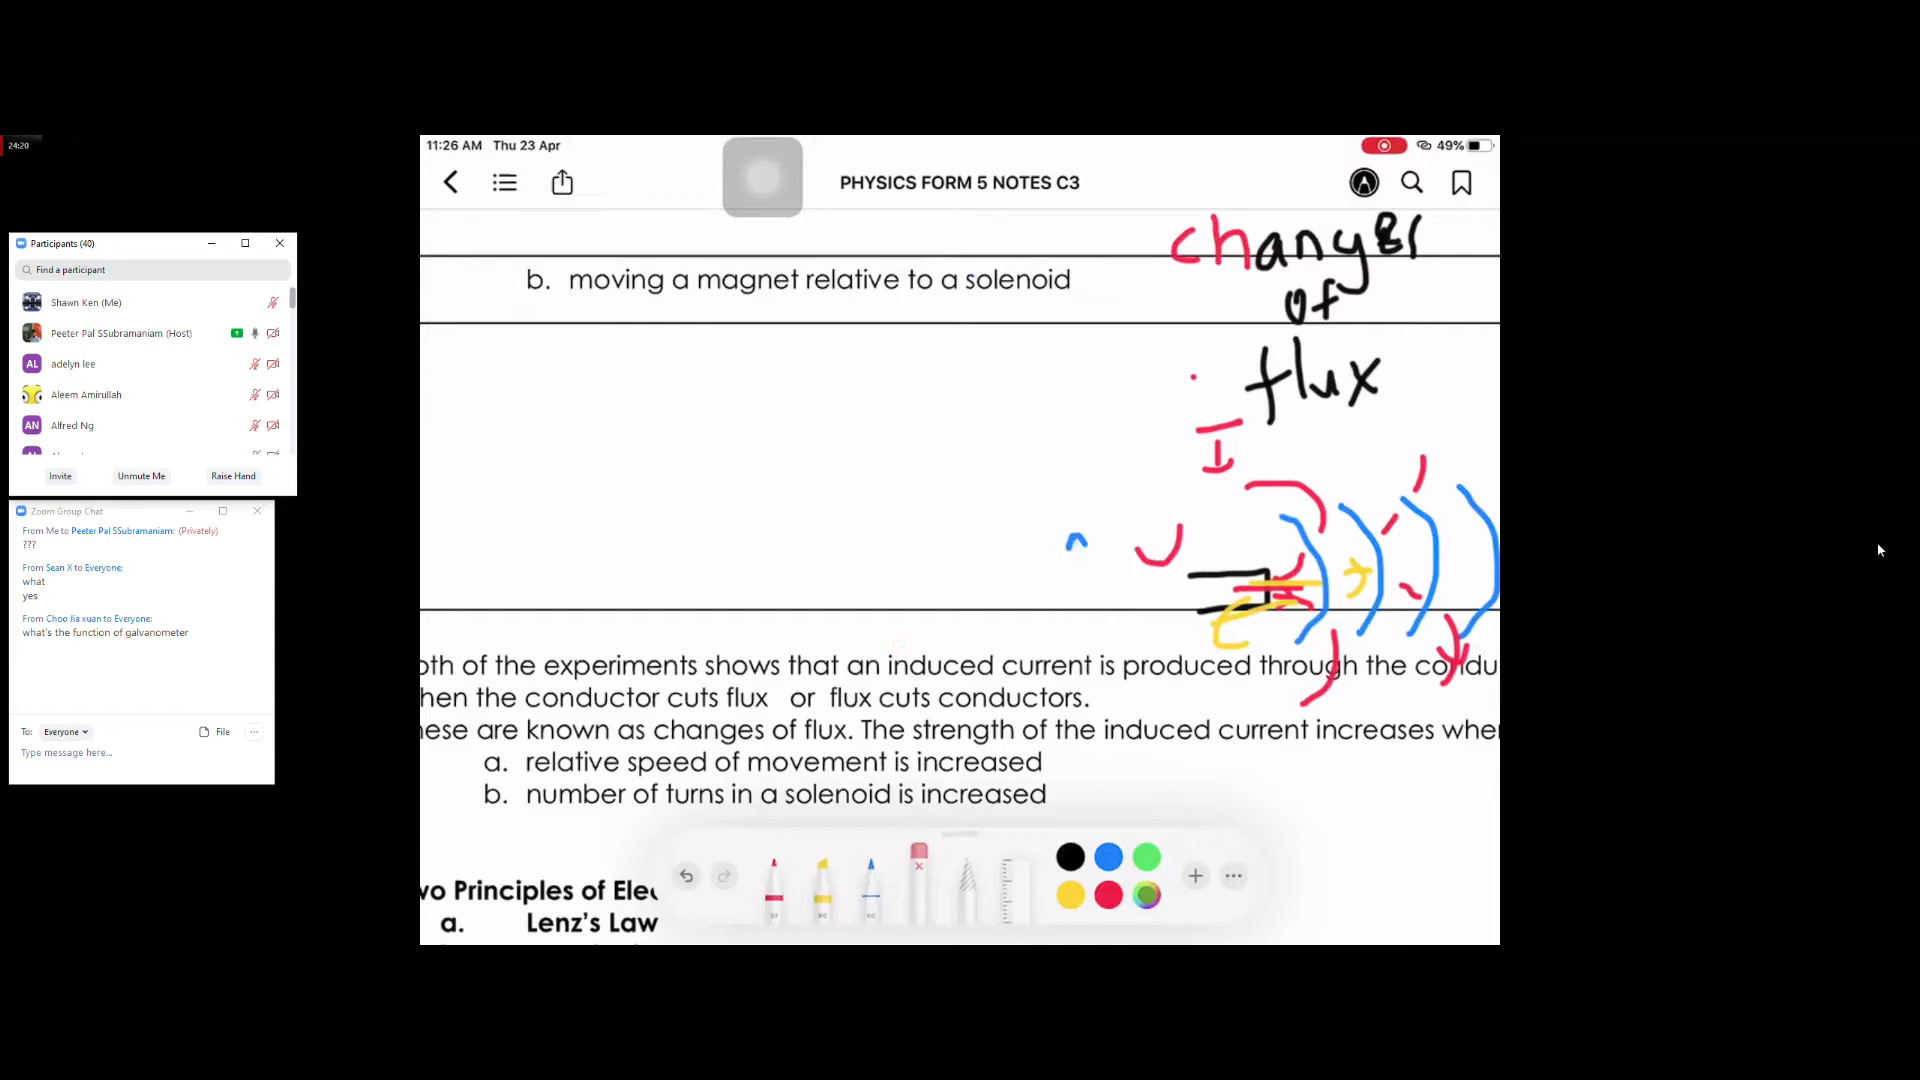 24:20
Participants (40)
Find a participant
Shawn Ken (Me)
Peeter Pal SSubramaniam (Host)
AL adelyn lee
Aleem Amirullah
AN Alfred Ng
Invite Unmute Me Raise Hand
Zoom Group Chat
From Me to Peeter Pal SSubramaniam: (Privately)
???
From Sean X to Everyone:
what
yes
From Choo Jia xuan to Everyone:
what's the function of galvanometer
To: Everyone File ...
Type message here...
11:26 AM Thu 23 Apr 49%
PHYSICS FORM 5 NOTES C3
changes
b. moving a magnet relative to a solenoid
of
flux
I
oth of the experiments shows that an induced current is produced through the condu
hen the conductor cuts flux or flux cuts conductors.
ese are known as changes of flux. The strength of the induced current increases whe
a. relative speed of movement is increased
b. number of turns in a solenoid is increased
vo Principles of Elec
a. Lenz's Law